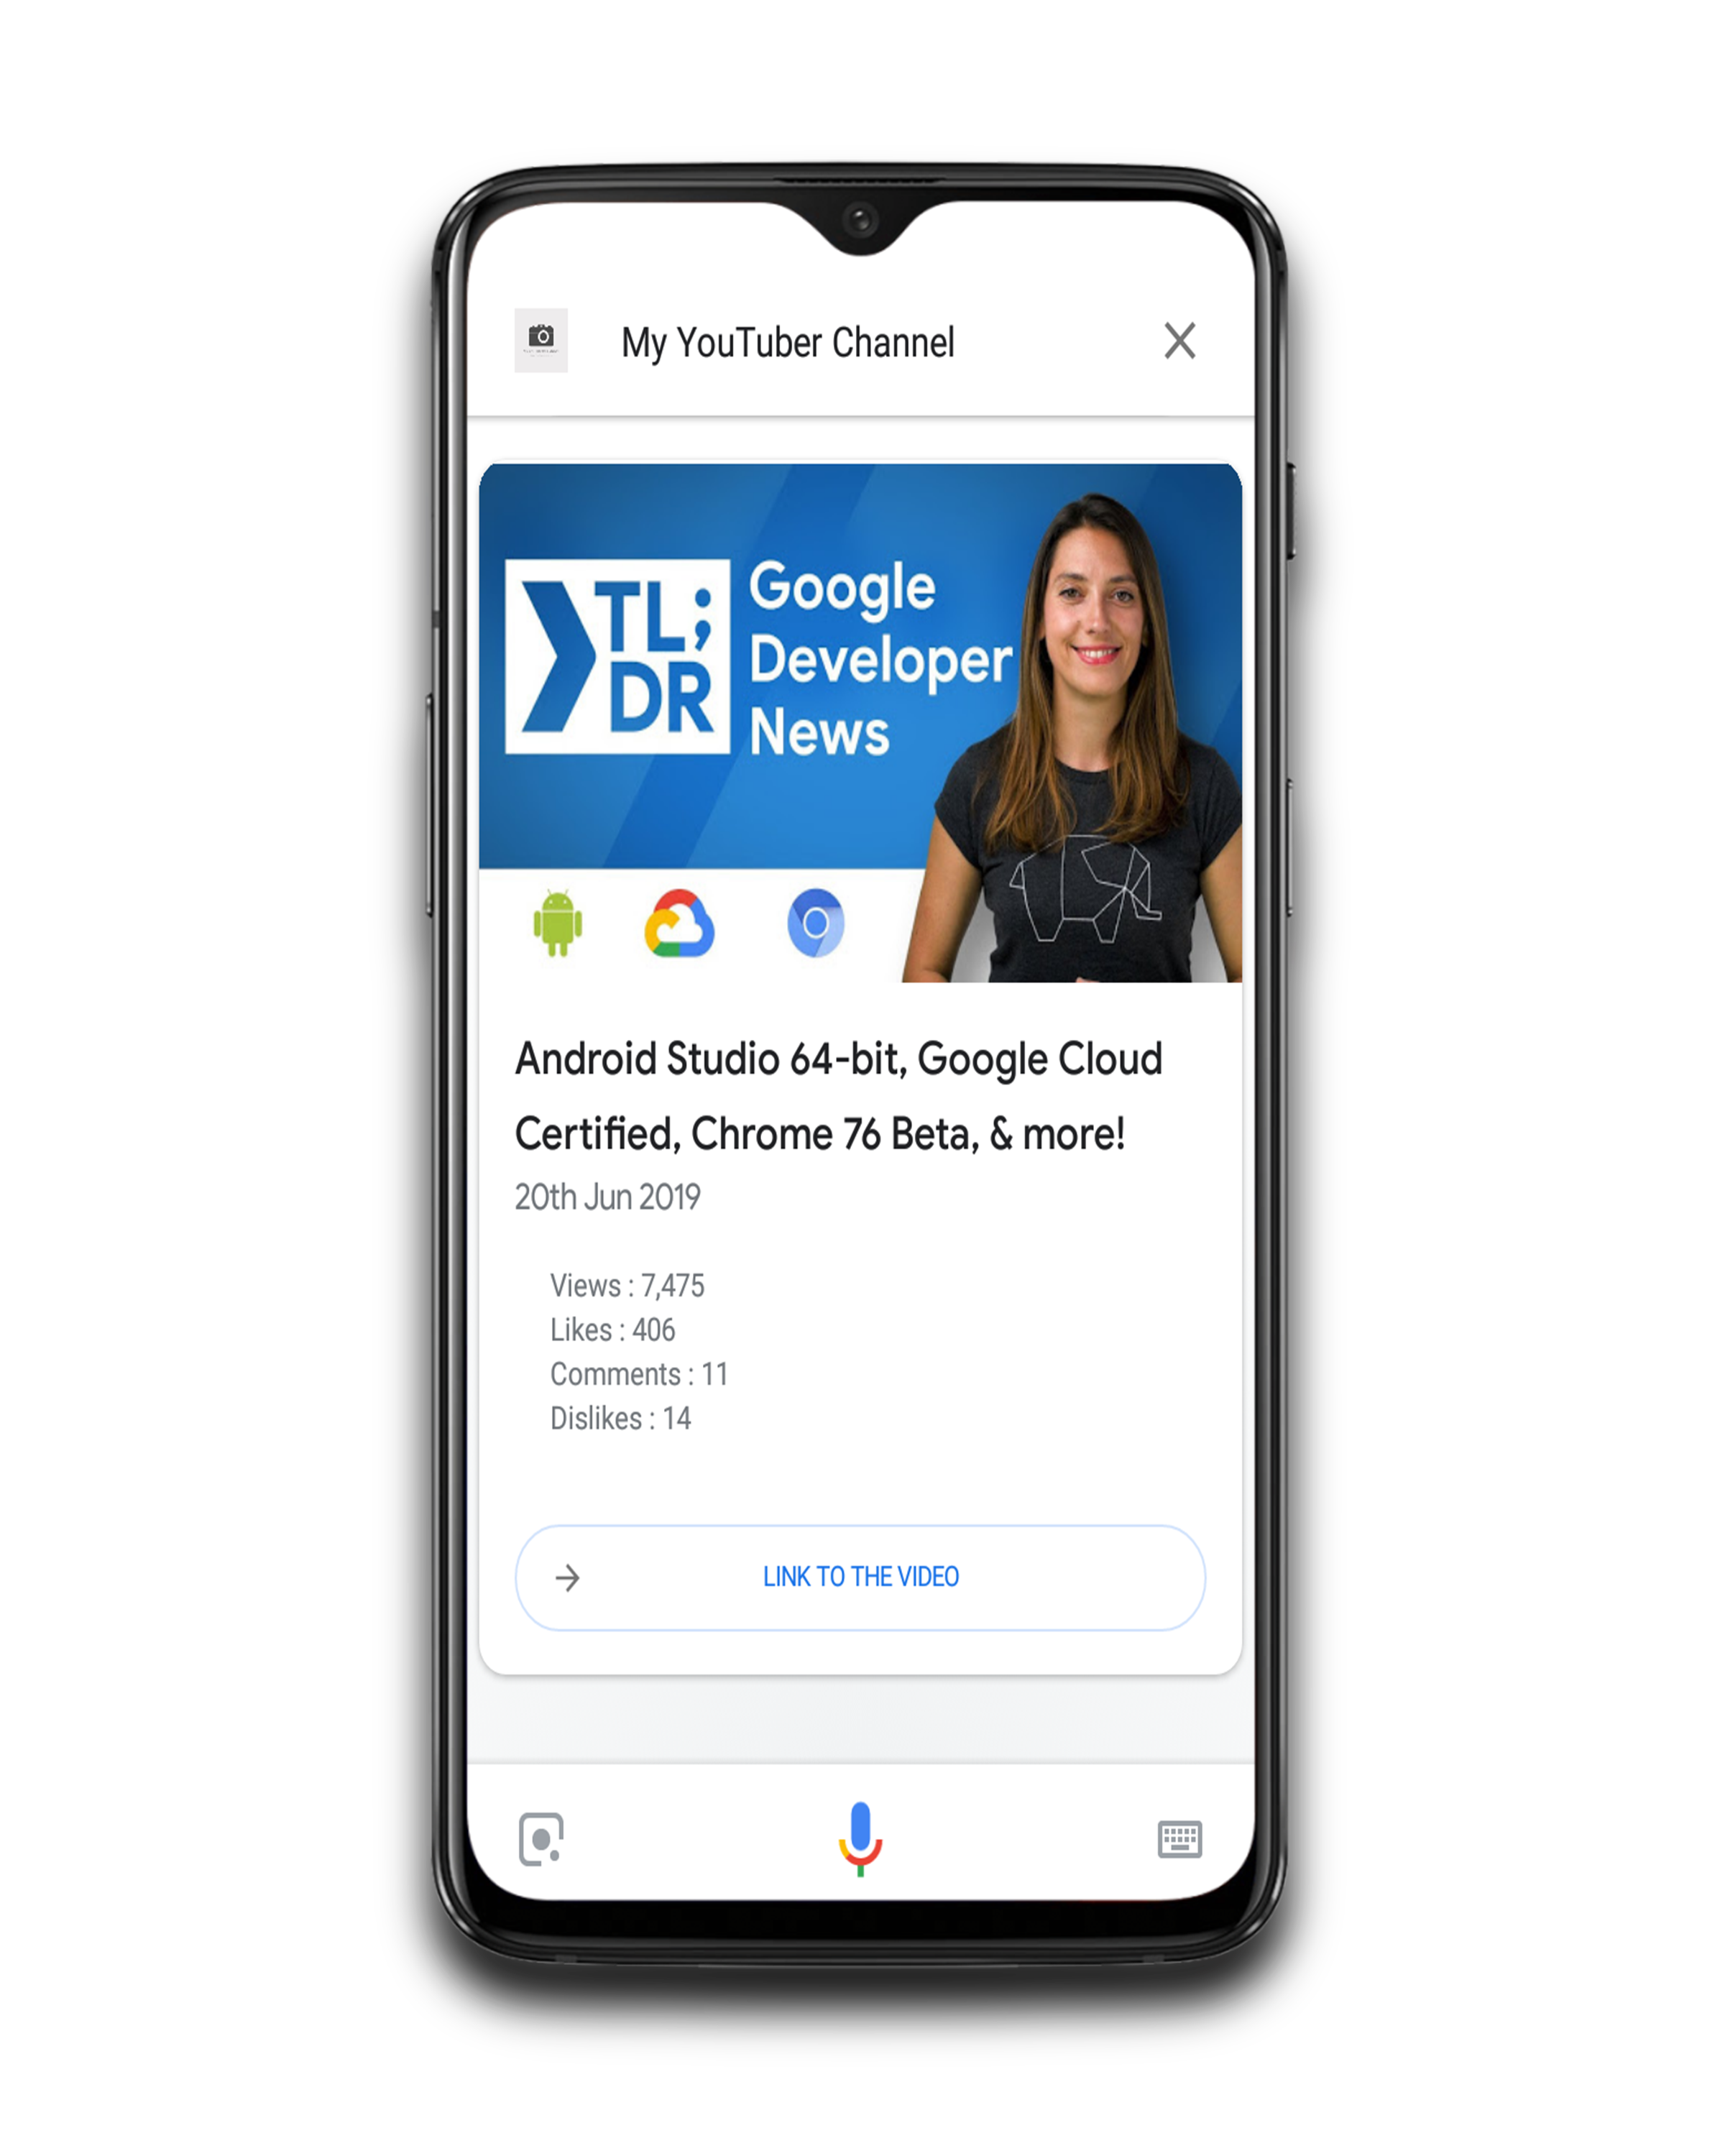 My YouTuber Channel
TL;
DR
Google
Developer
News
Android Studio 64-bit, Google Cloud
Certified, Chrome 76 Beta, & more!
20th Jun 2019
Views : 7,475
Likes : 406
Comments : 11
Dislikes : 14
LINK TO THE VIDEO